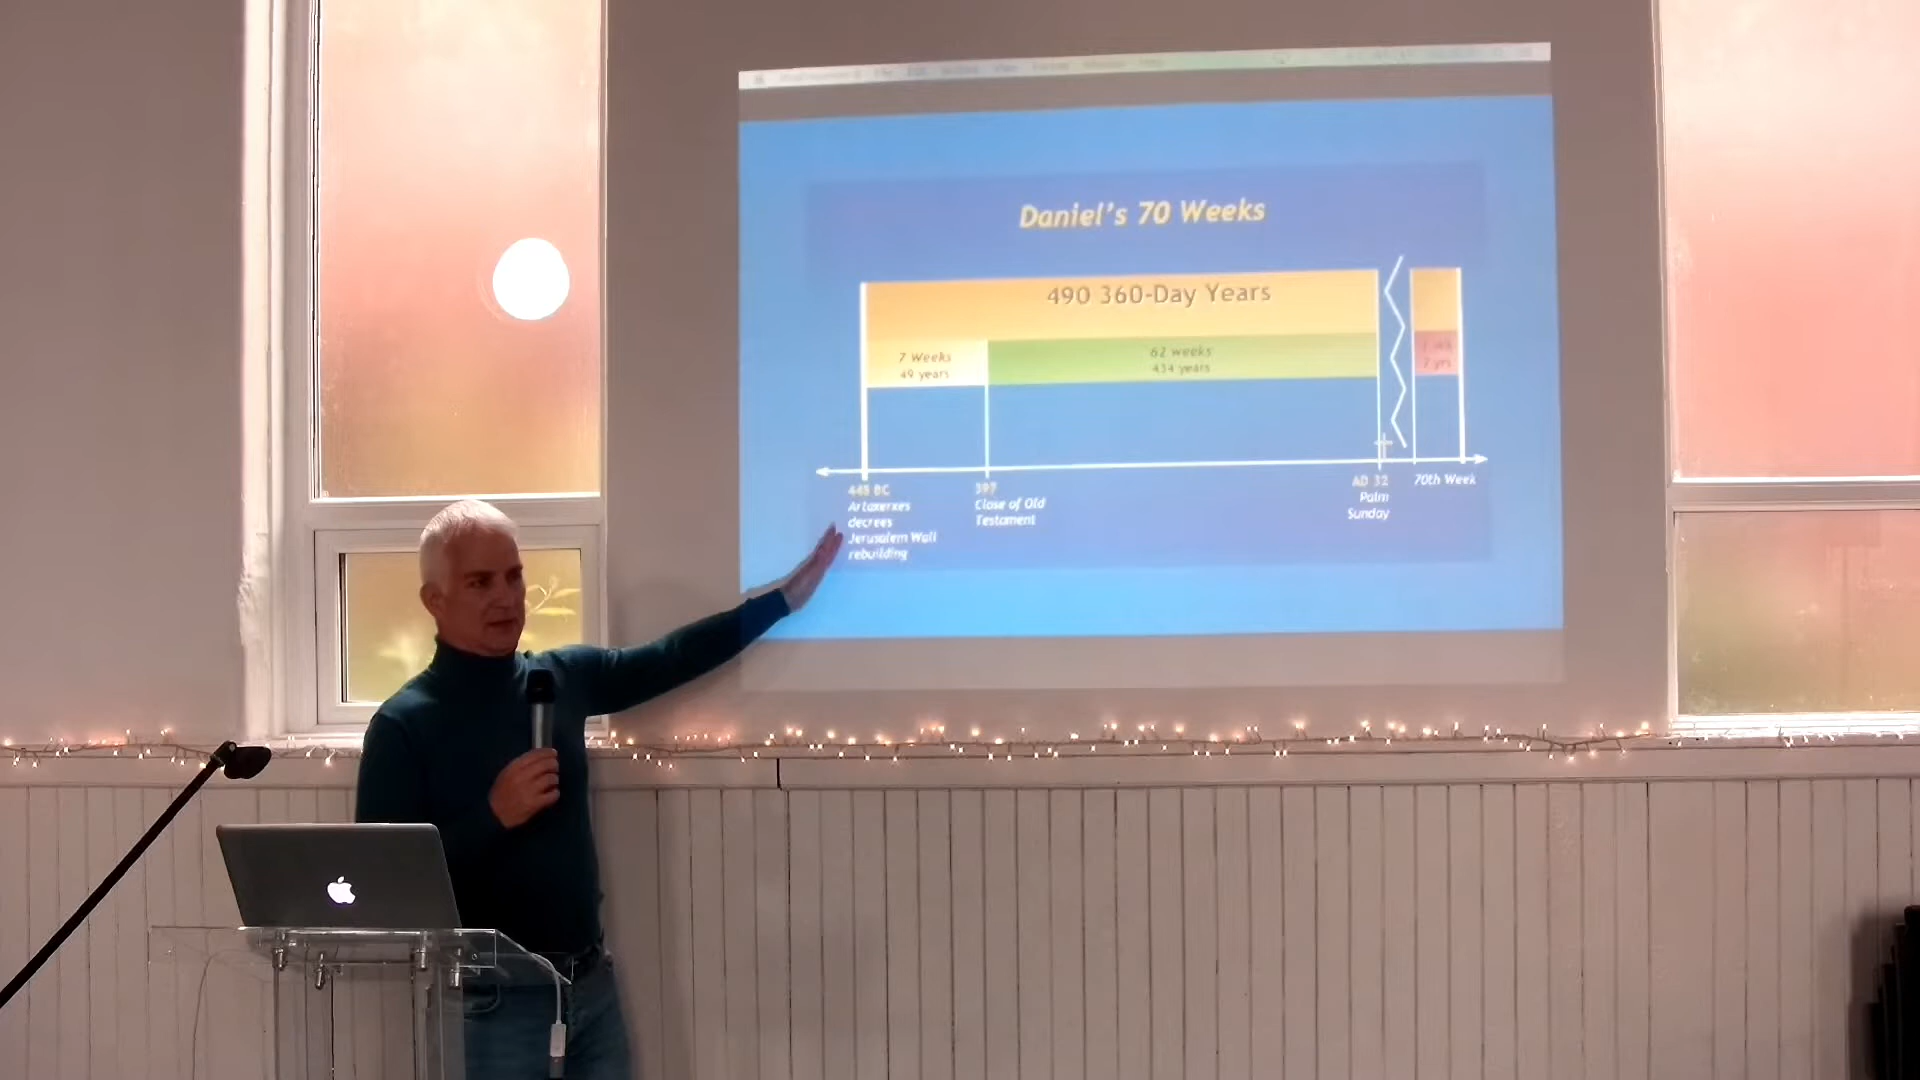 Daniel's 70 Weeks
490 360-Day Years
7 Weeks
49 years
62 weeks
434 years
7 yrs
445 BC
Artaxerxes
decrees
Jerusalem Wall
rebuilding
397
Close of Old
Testament
AD 32
Palm
Sunday
70th Week